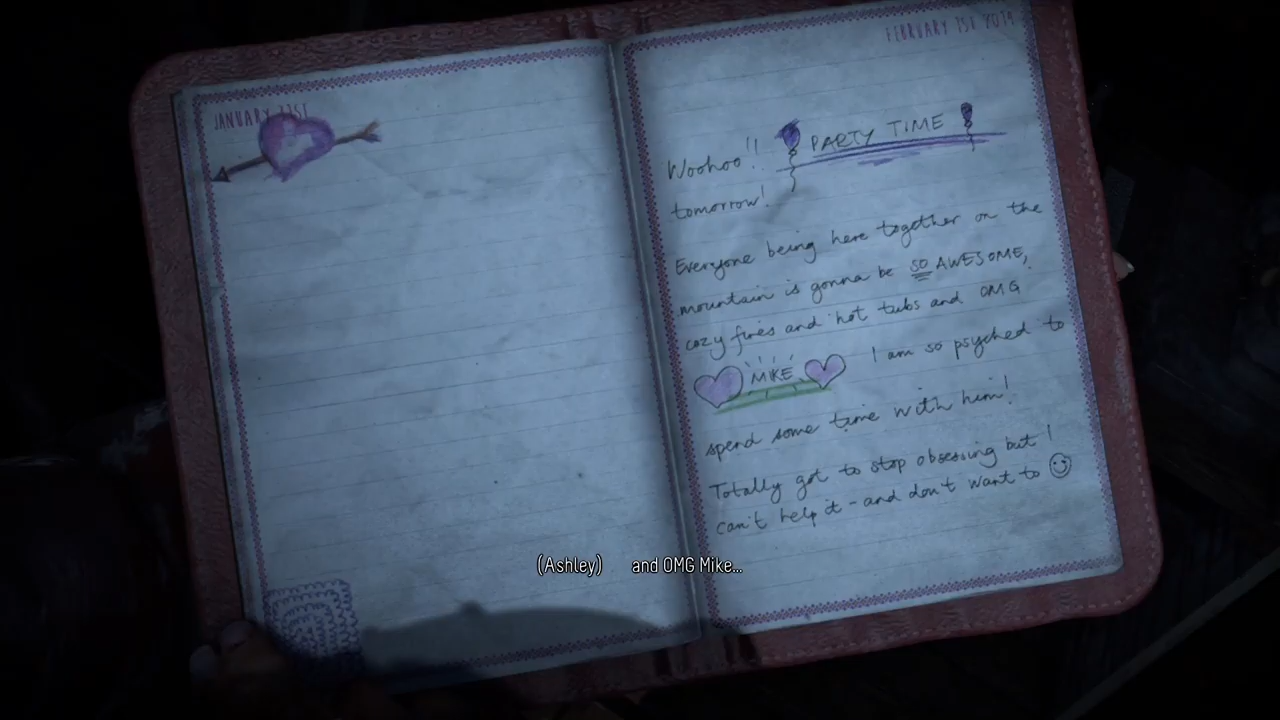 JANUARY 31ST
FEBRUARY 1ST 2014
Woohoo!! PARTY TIME
tomorrow!
Everyone being here together on the
mountain is gonna be so AWESOME,
cozy fires and hot tubs and OMG
MIKE I am so psyched to
spend some time with him!
Totally got to stop obsessing but I
can't help it - and don't want to
(Ashley) and OMG Mike...